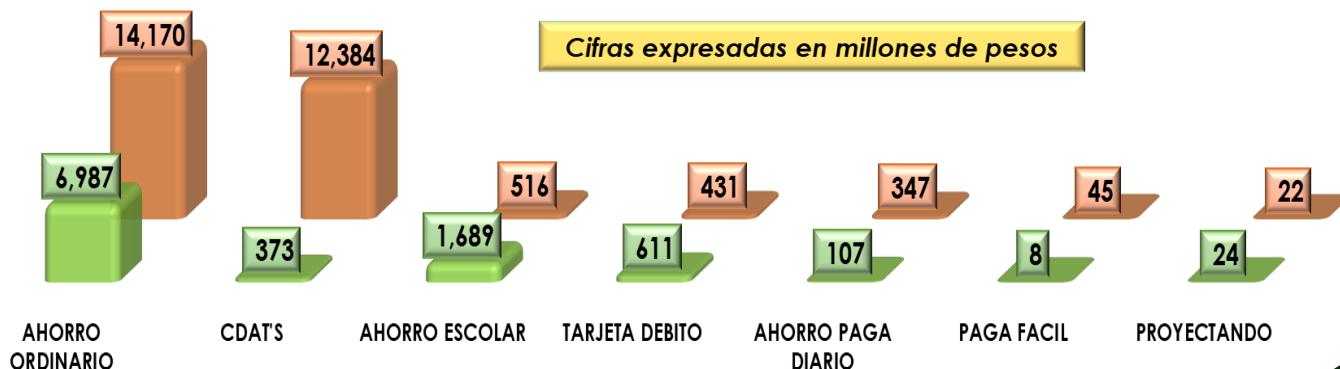 14,170
12,384
Cifras expresadas en millones de pesos
6,987
516
431
347
45
22
373
1,689
611
107
8
24
AHORRO ORDINARIO
CDAT'S
AHORRO ESCOLAR
TARJETA DEBITO
AHORRO PAGA DIARIO
PAGA FACIL
PROYECTANDO